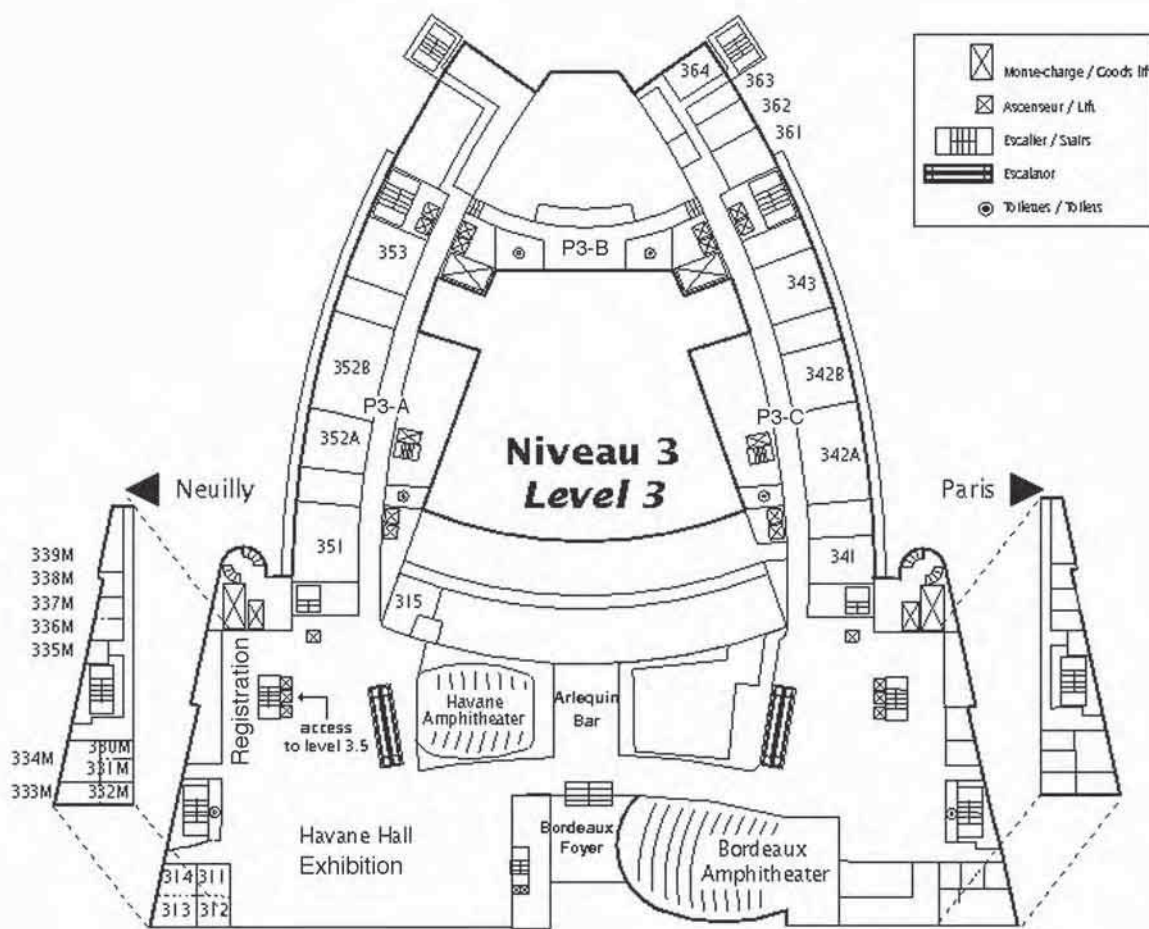 364
363
362
361
Monte-charge / Goods lift
Ascenseur / Lift
Escalier / Stairs
Escalator
Toilettes / Toilets
353
P3-B
343
352B
342B
P3-A
P3-C
352A
342A
Niveau 3
Level 3
Neuilly
Paris
351
341
339M
338M
337M
336M
335M
315
Registration
access
to level 3.5
Havane
Amphitheater
Arlequin
Bar
330M
334M
331M
333M
332M
Havane Hall
Exhibition
Bordeaux
Foyer
Bordeaux
Amphitheater
314
311
313
312